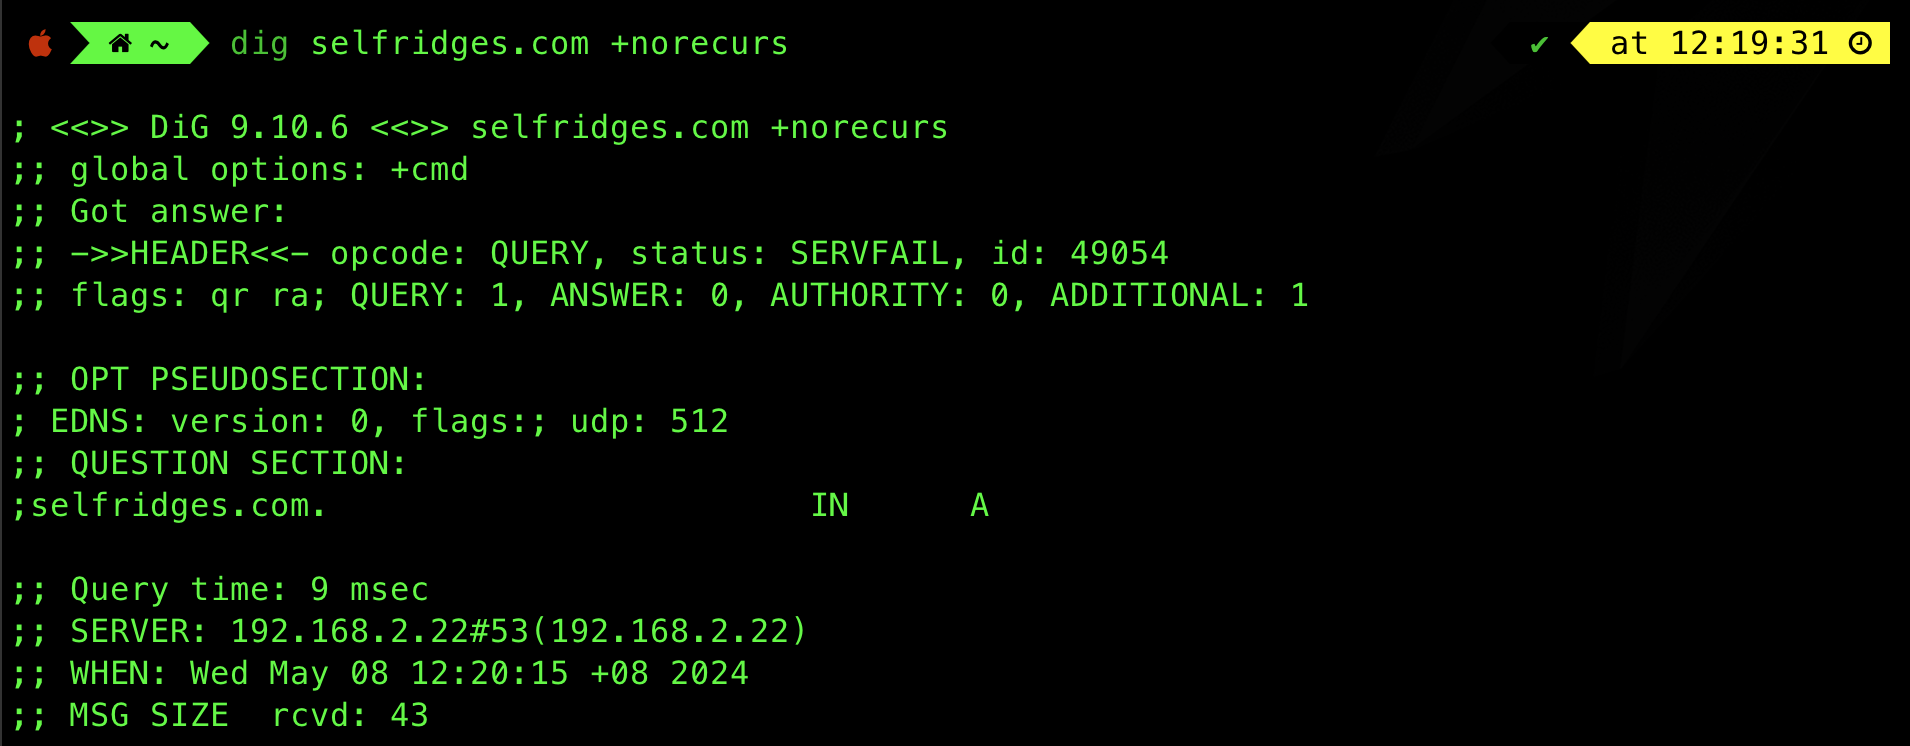 ~ dig selfridges.com +norecurs ✔ at 12:19:31
; <<>> DiG 9.10.6 <<>> selfridges.com +norecurs
;; global options: +cmd
;; Got answer:
;; ->>HEADER<<- opcode: QUERY, status: SERVFAIL, id: 49054
;; flags: qr ra; QUERY: 1, ANSWER: 0, AUTHORITY: 0, ADDITIONAL: 1
;; OPT PSEUDOSECTION:
; EDNS: version: 0, flags:; udp: 512
;; QUESTION SECTION:
;selfridges.com. IN A
;; Query time: 9 msec
;; SERVER: 192.168.2.22#53(192.168.2.22)
;; WHEN: Wed May 08 12:20:15 +08 2024
;; MSG SIZE  rcvd: 43